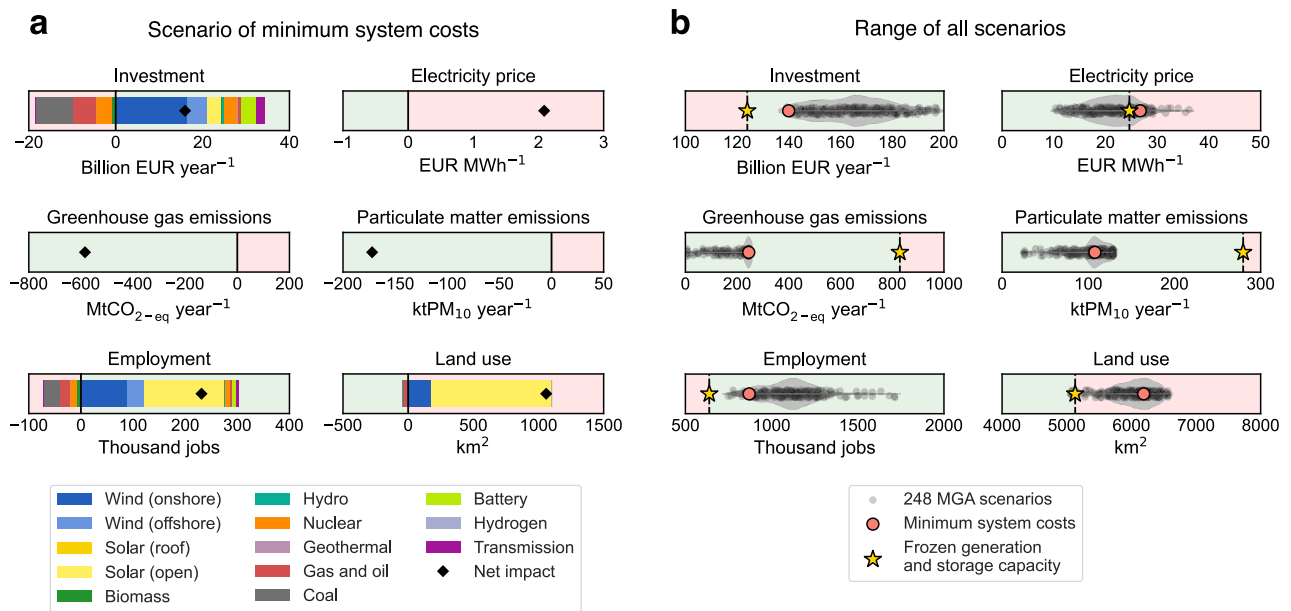 a
Scenario of minimum system costs
Investment
−20 0 20 40
Billion EUR year⁻¹
Electricity price
−1 0 1 2 3
EUR MWh⁻¹
Greenhouse gas emissions
−800 −600 −400 −200 0 200
MtCO₂₋eq year⁻¹
Particulate matter emissions
−200 −150 −100 −50 0 50
ktPM₁₀ year⁻¹
Employment
−100 0 100 200 300 400
Thousand jobs
Land use
−500 0 500 1000 1500
km²
Wind (onshore)
Wind (offshore)
Solar (roof)
Solar (open)
Biomass
Hydro
Nuclear
Geothermal
Gas and oil
Coal
Battery
Hydrogen
Transmission
Net impact
b
Range of all scenarios
Investment
100 120 140 160 180 200
Billion EUR year⁻¹
Electricity price
0 10 20 30 40 50
EUR MWh⁻¹
Greenhouse gas emissions
0 200 400 600 800 1000
MtCO₂₋eq year⁻¹
Particulate matter emissions
0 100 200 300
ktPM₁₀ year⁻¹
Employment
500 1000 1500 2000
Thousand jobs
Land use
4000 5000 6000 7000 8000
km²
248 MGA scenarios
Minimum system costs
Frozen generation
and storage capacity